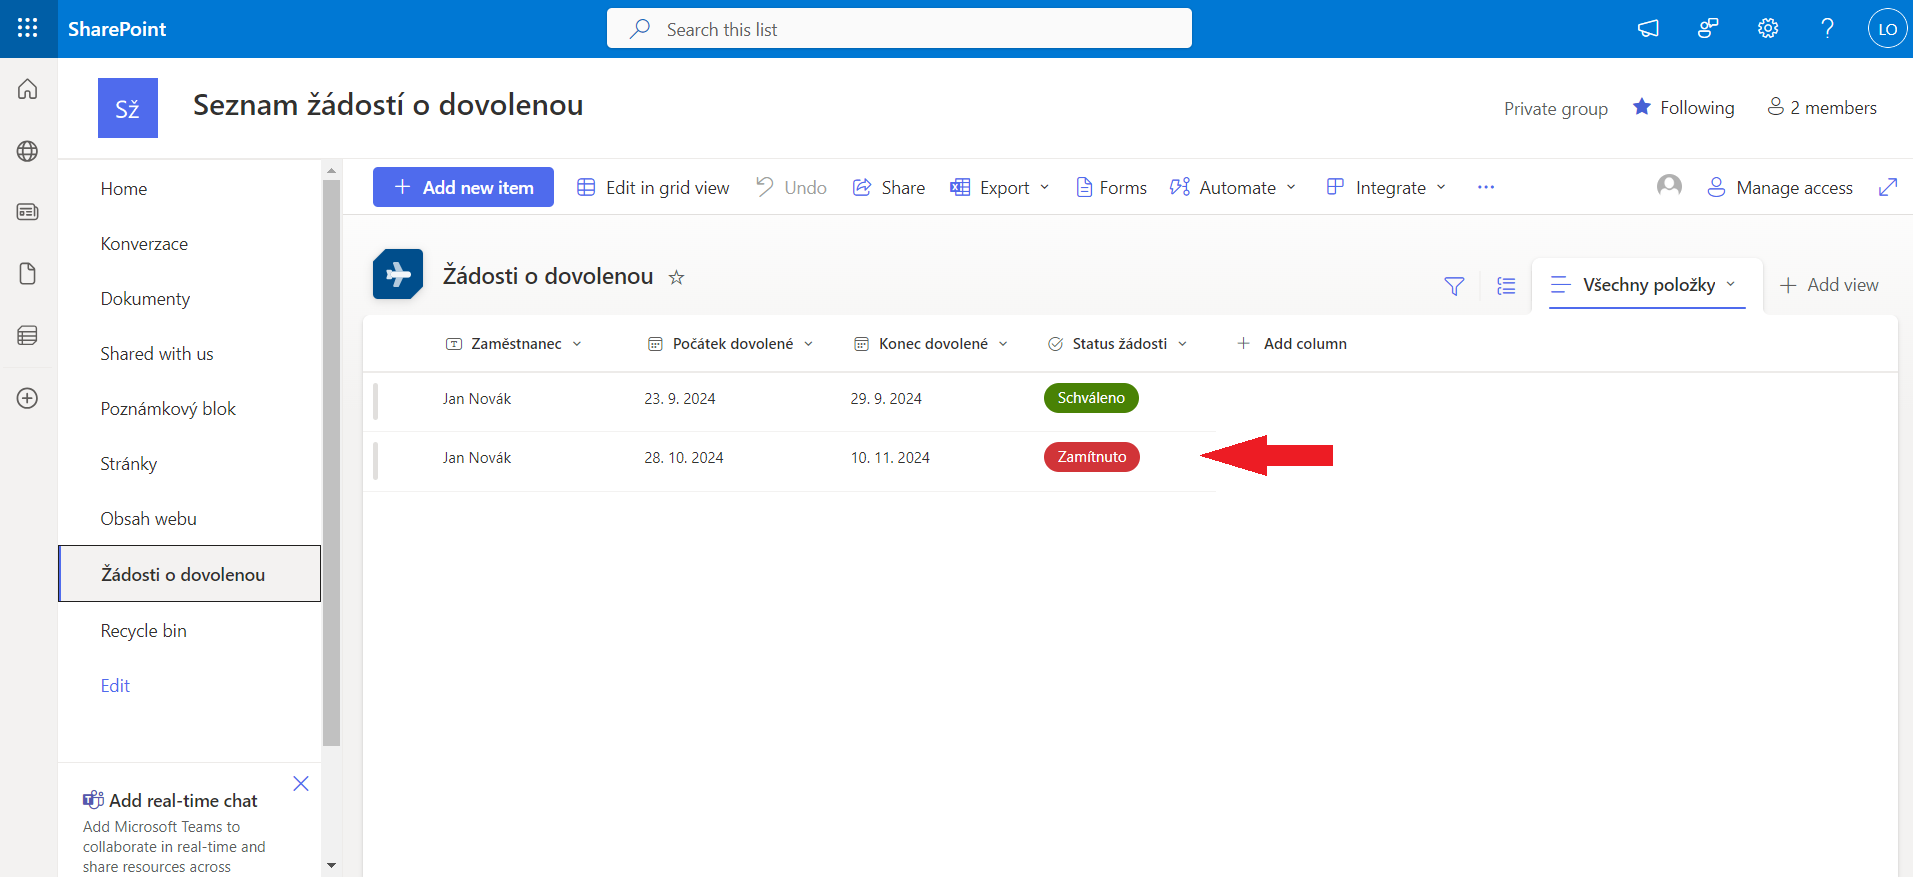 SharePoint
Search this list
LO
SŽ
Seznam žádostí o dovolenou
Private group
Following
2 members
Home
Konverzace
Dokumenty
Shared with us
Poznámkový blok
Stránky
Obsah webu
Žádosti o dovolenou
Recycle bin
Edit
Add real-time chat
Add Microsoft Teams to
collaborate in real-time and
share resources across
Add new item
Edit in grid view
Undo
Share
Export
Forms
Automate
Integrate
Manage access
Žádosti o dovolenou
Všechny položky
Add view
Zaměstnanec Počátek dovolené Konec dovolené Status žádosti Add column
Jan Novák 23. 9. 2024 29. 9. 2024 Schváleno
Jan Novák 28. 10. 2024 10. 11. 2024 Zamítnuto